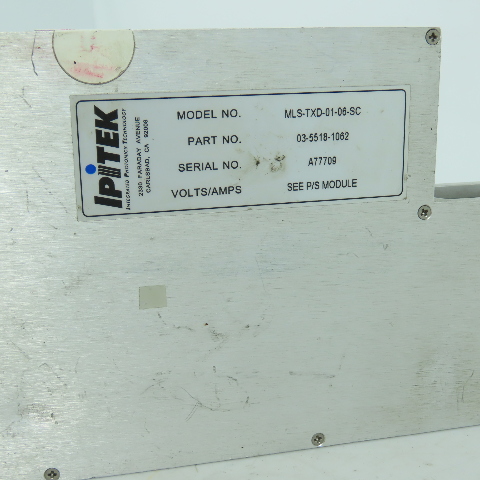 IPITEK
INTEGRATED PHOTONICS TECHNOLOGY
2330 FARADAY AVENUE
CARLSBAD, CA 92008
MODEL NO. MLS-TXD-01-06-SC
PART NO. 03-5518-1062
SERIAL NO. A77709
VOLTS/AMPS SEE P/S MODULE